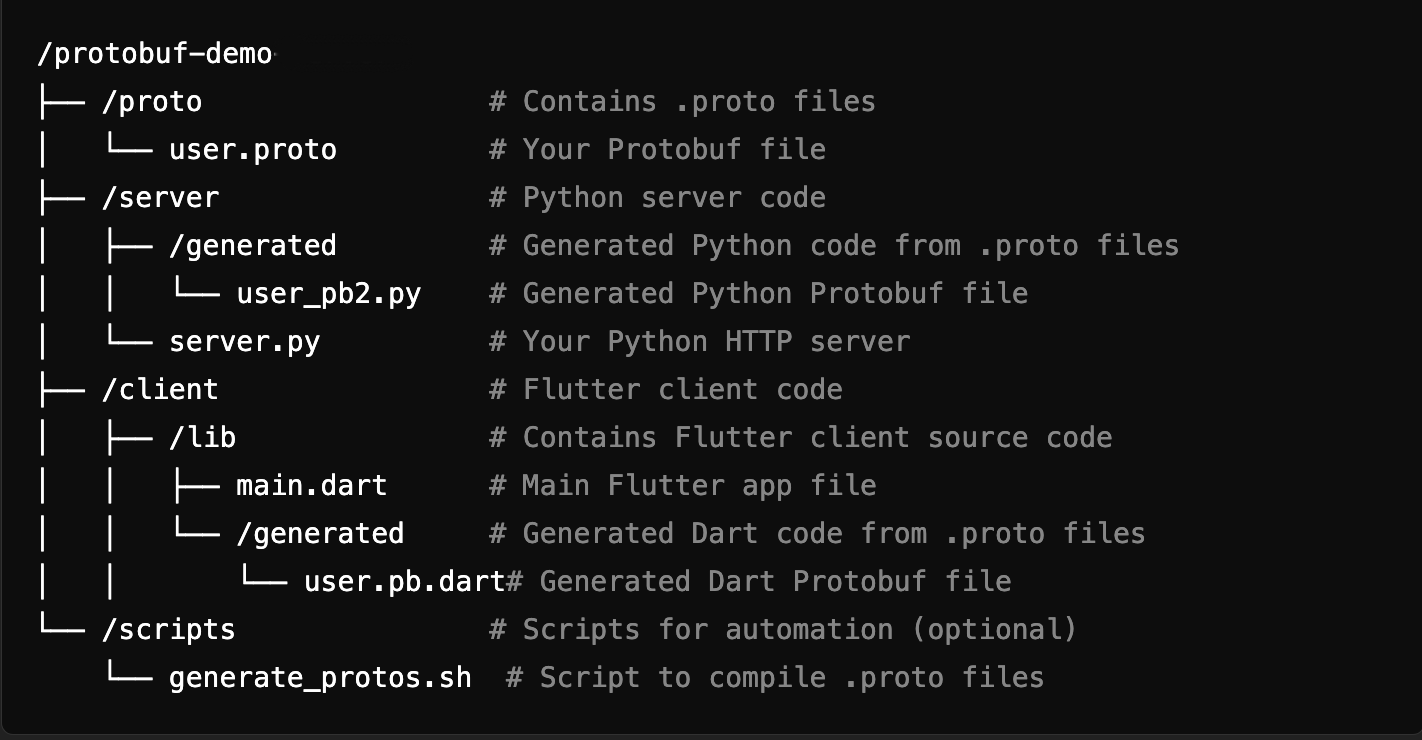 /protobuf-demo
├── /proto                 # Contains .proto files
│   └── user.proto         # Your Protobuf file
├── /server                # Python server code
│   ├── /generated         # Generated Python code from .proto files
│   │   └── user_pb2.py    # Generated Python Protobuf file
│   └── server.py          # Your Python HTTP server
├── /client                # Flutter client code
│   ├── /lib               # Contains Flutter client source code
│   │   ├── main.dart      # Main Flutter app file
│   │   └── /generated     # Generated Dart code from .proto files
│   │       └── user.pb.dart# Generated Dart Protobuf file
└── /scripts               # Scripts for automation (optional)
    └── generate_protos.sh  # Script to compile .proto files